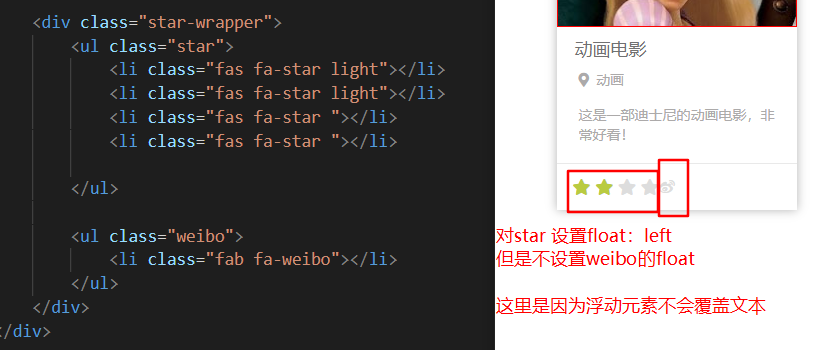 <div class="star-wrapper">
<ul class="star">
<li class="fas fa-star light"></li>
<li class="fas fa-star light"></li>
<li class="fas fa-star "></li>
<li class="fas fa-star "></li>
</ul>
<ul class="weibo">
<li class="fab fa-weibo"></li>
</ul>
</div>
</div>
动画电影
动画
这是一部迪士尼的动画电影，非
常好看！
对star 设置float：left
但是不设置weibo的float
这里是因为浮动元素不会覆盖文本